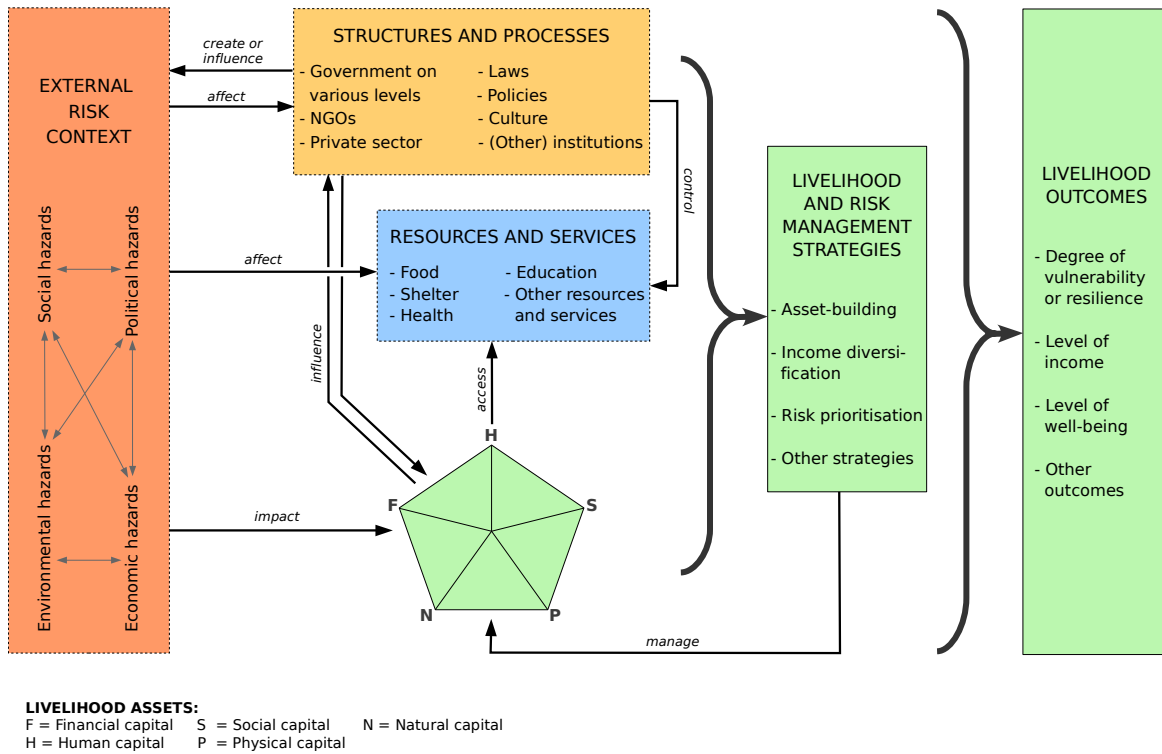 EXTERNAL
RISK
CONTEXT
Social hazards
Political hazards
Environmental hazards
Economic hazards
create or
influence
affect
affect
impact
STRUCTURES AND PROCESSES
- Government on
various levels
- NGOs
- Private sector
- Laws
- Policies
- Culture
- (Other) institutions
control
RESOURCES AND SERVICES
- Food
- Shelter
- Health
- Education
- Other resources
and services
influence
access
H
F
S
N
P
manage
LIVELIHOOD
AND RISK
MANAGEMENT
STRATEGIES
- Asset-building
- Income diversi-
fication
- Risk prioritisation
- Other strategies
LIVELIHOOD
OUTCOMES
- Degree of
vulnerability
or resilience
- Level of
income
- Level of
well-being
- Other
outcomes
LIVELIHOOD ASSETS:
F = Financial capital S = Social capital N = Natural capital
H = Human capital P = Physical capital